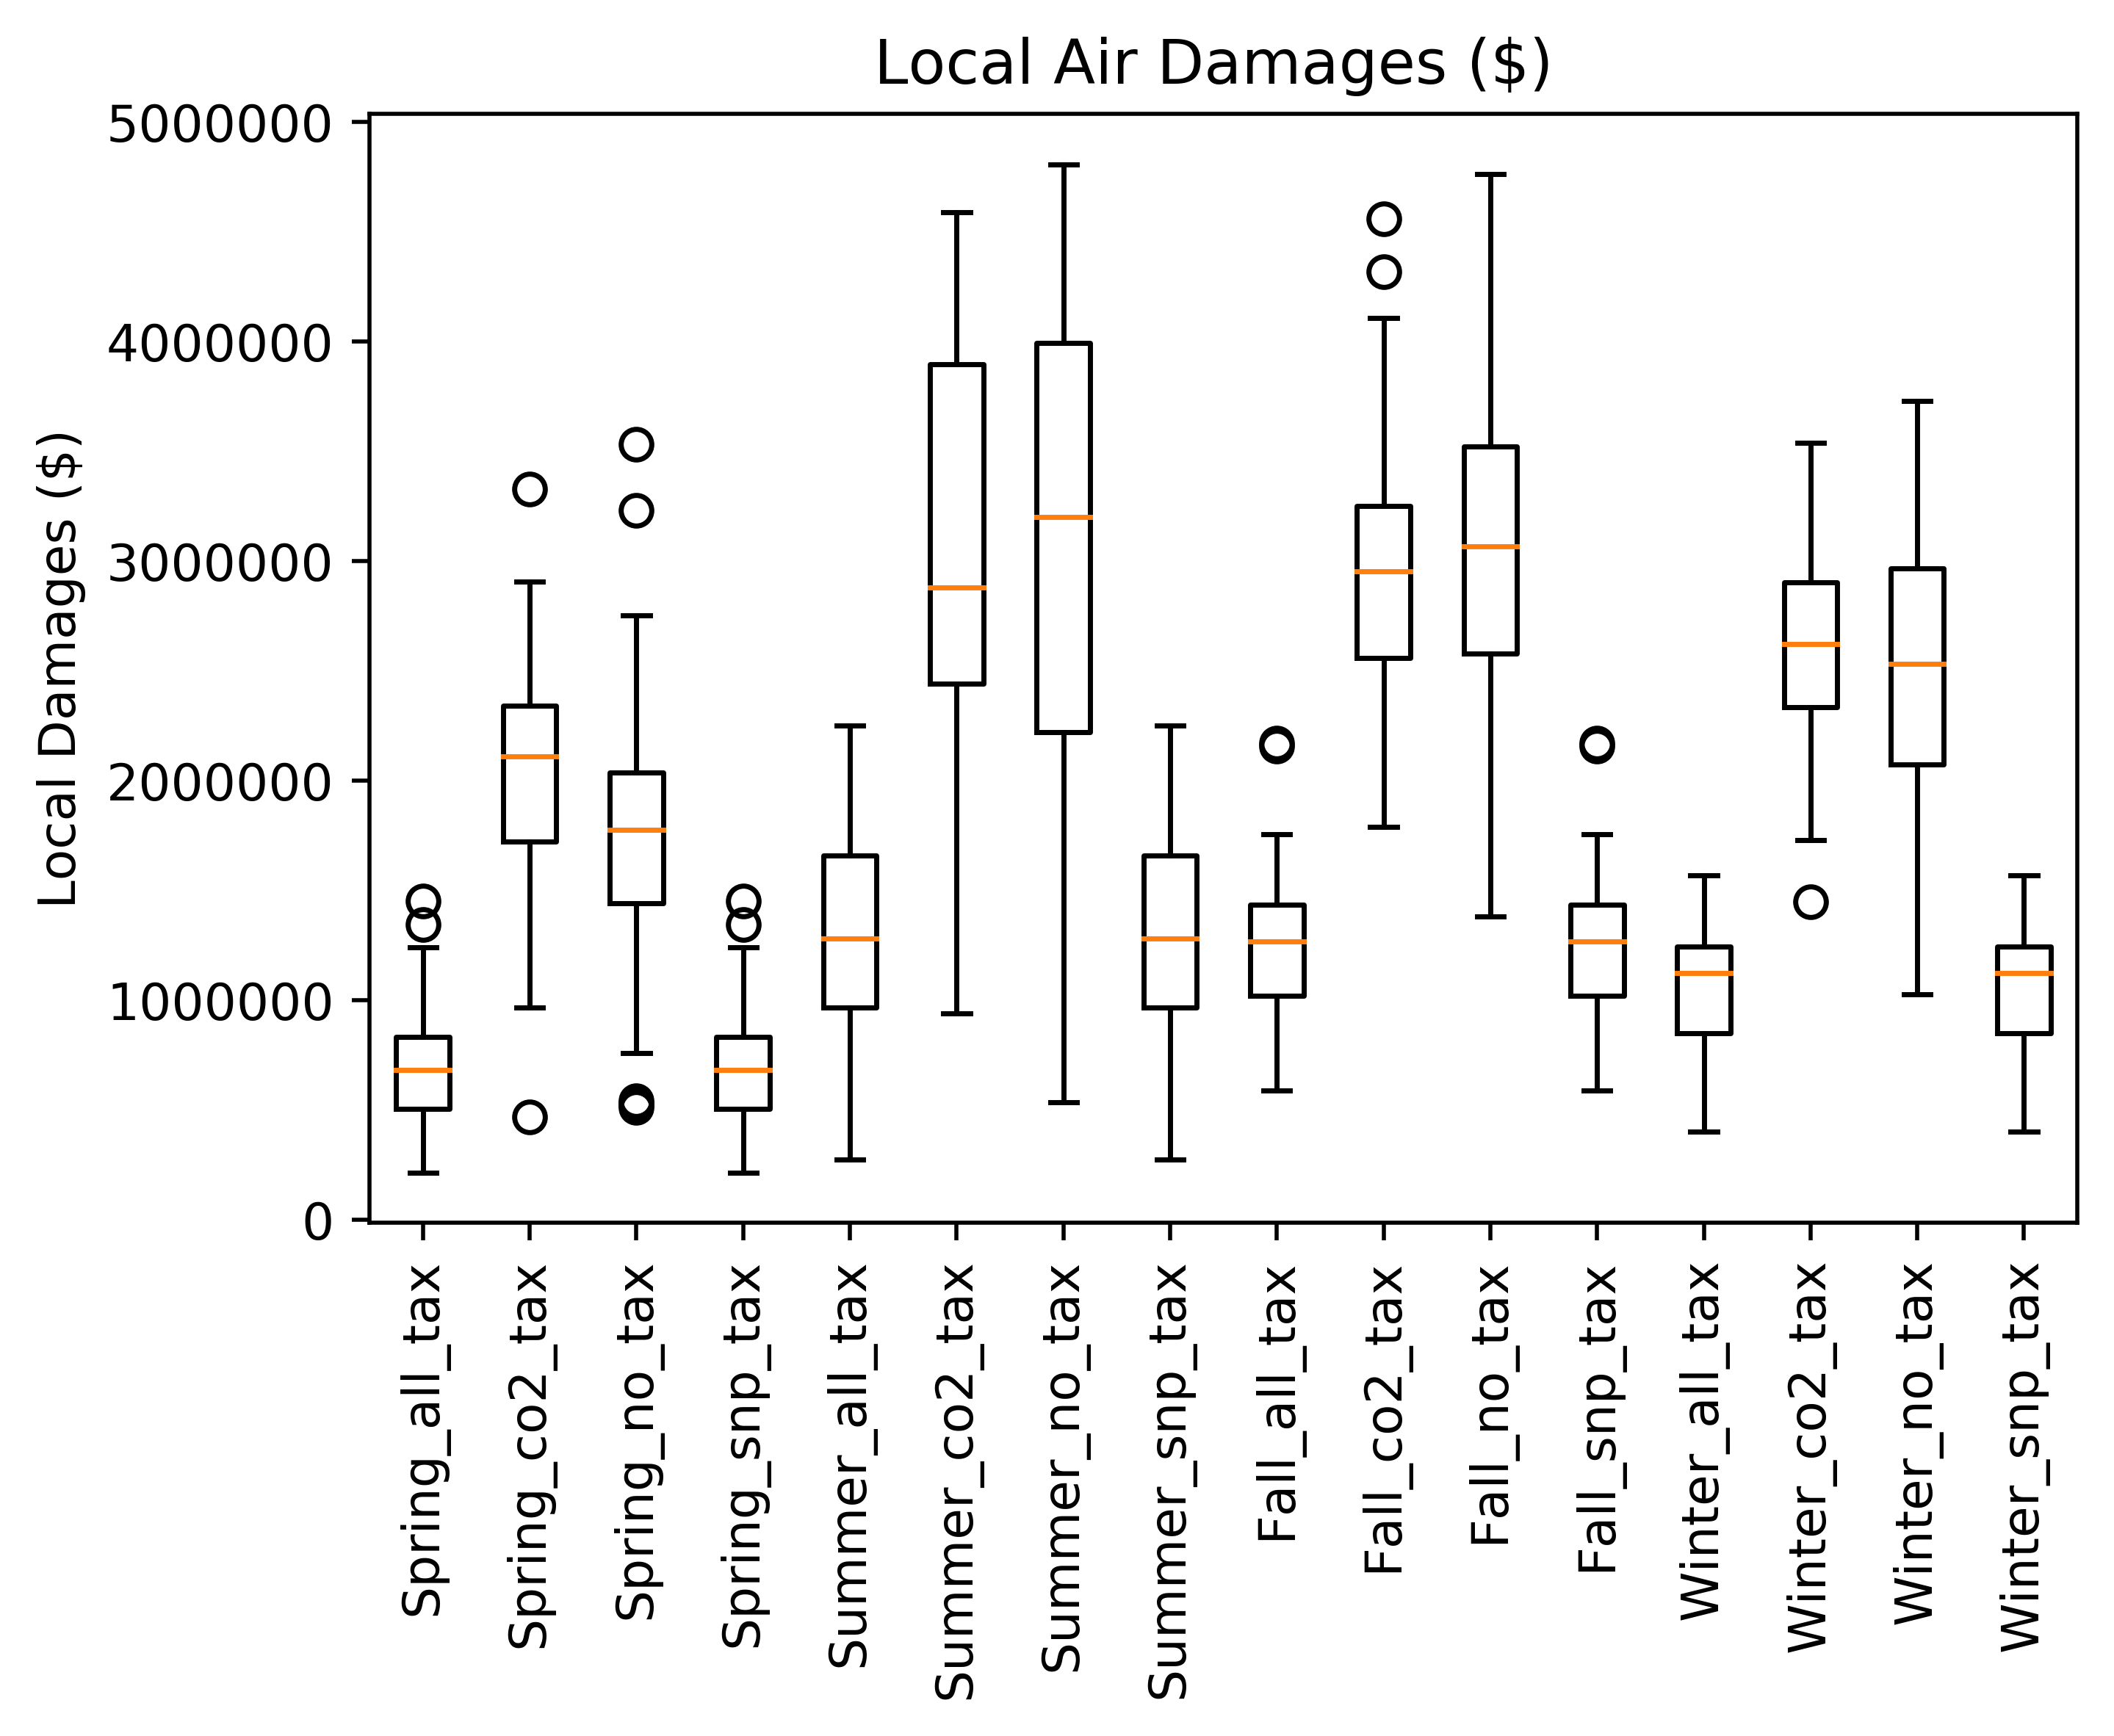 Local Air Damages ($)
Local Damages ($)
5000000
4000000
3000000
2000000
1000000
0
Spring_all_tax
Spring_co2_tax
Spring_no_tax
Spring_snp_tax
Summer_all_tax
Summer_co2_tax
Summer_no_tax
Summer_snp_tax
Fall_all_tax
Fall_co2_tax
Fall_no_tax
Fall_snp_tax
Winter_all_tax
Winter_co2_tax
Winter_no_tax
Winter_snp_tax